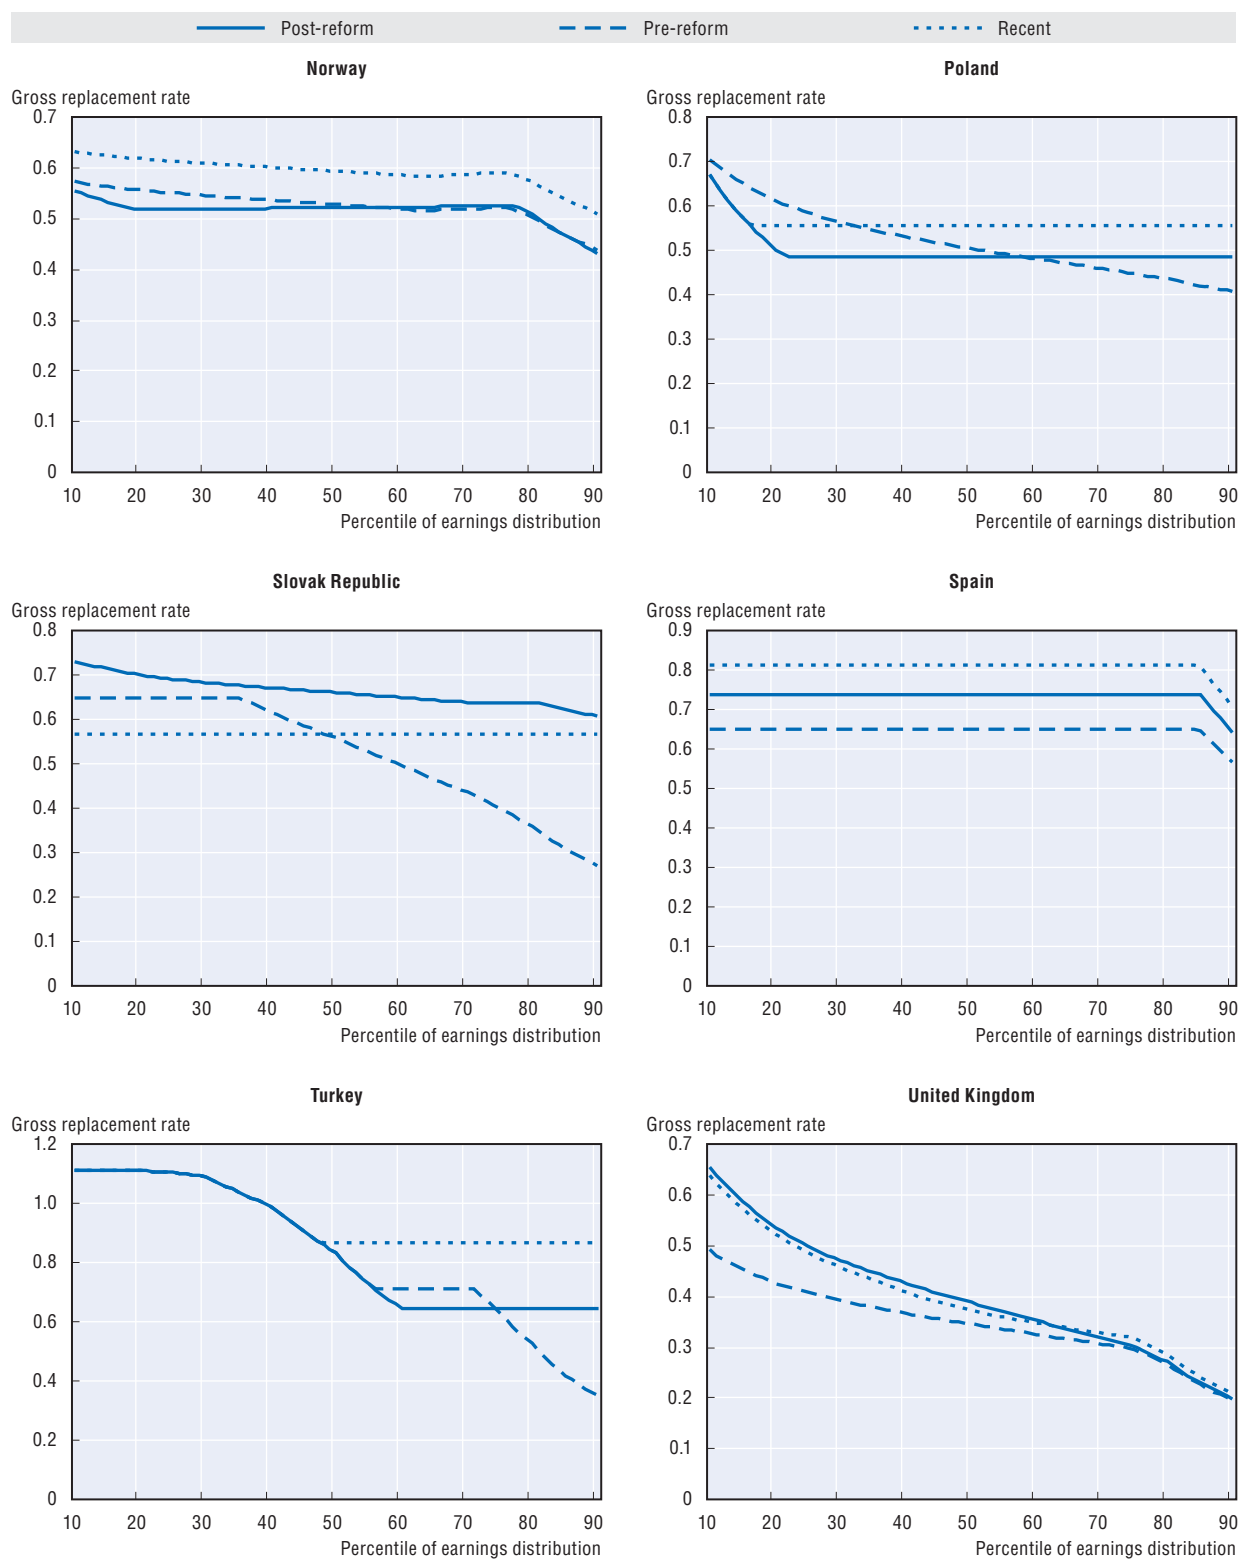 Post-reform Pre-reform Recent
Norway
Gross replacement rate
0.7
0.6
0.5
0.4
0.3
0.2
0.1
0
10 20 30 40 50 60 70 80 90
Percentile of earnings distribution
Poland
Gross replacement rate
0.8
0.7
0.6
0.5
0.4
0.3
0.2
0.1
0
10 20 30 40 50 60 70 80 90
Percentile of earnings distribution
Slovak Republic
Gross replacement rate
0.8
0.7
0.6
0.5
0.4
0.3
0.2
0.1
0
10 20 30 40 50 60 70 80 90
Percentile of earnings distribution
Spain
Gross replacement rate
0.9
0.8
0.7
0.6
0.5
0.4
0.3
0.2
0.1
0
10 20 30 40 50 60 70 80 90
Percentile of earnings distribution
Turkey
Gross replacement rate
1.2
1.0
0.8
0.6
0.4
0.2
0
10 20 30 40 50 60 70 80 90
Percentile of earnings distribution
United Kingdom
Gross replacement rate
0.7
0.6
0.5
0.4
0.3
0.2
0.1
0
10 20 30 40 50 60 70 80 90
Percentile of earnings distribution